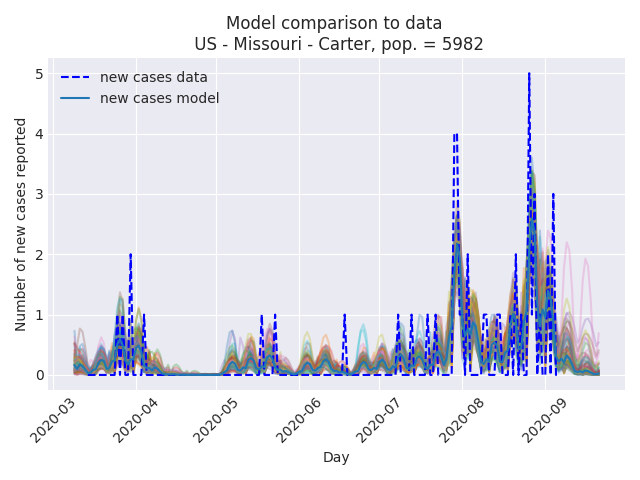 Model comparison to data
US - Missouri - Carter, pop. = 5982
new cases data
new cases model
Number of new cases reported
5
4
3
2
1
0
2020-03
2020-04
2020-05
2020-06
2020-07
2020-08
2020-09
Day